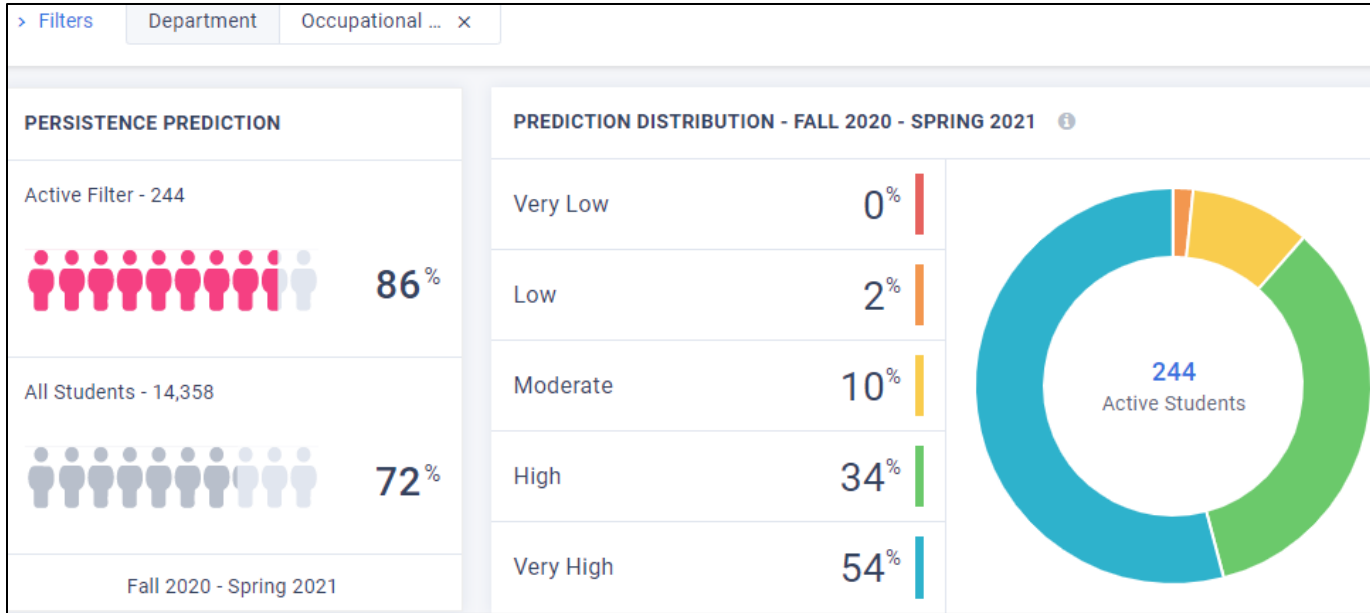 > Filters Department Occupational ... ×
PERSISTENCE PREDICTION
Active Filter - 244
86%
All Students - 14,358
72%
Fall 2020 - Spring 2021
PREDICTION DISTRIBUTION - FALL 2020 - SPRING 2021
Very Low 0%
Low 2%
Moderate 10%
High 34%
Very High 54%
244
Active Students